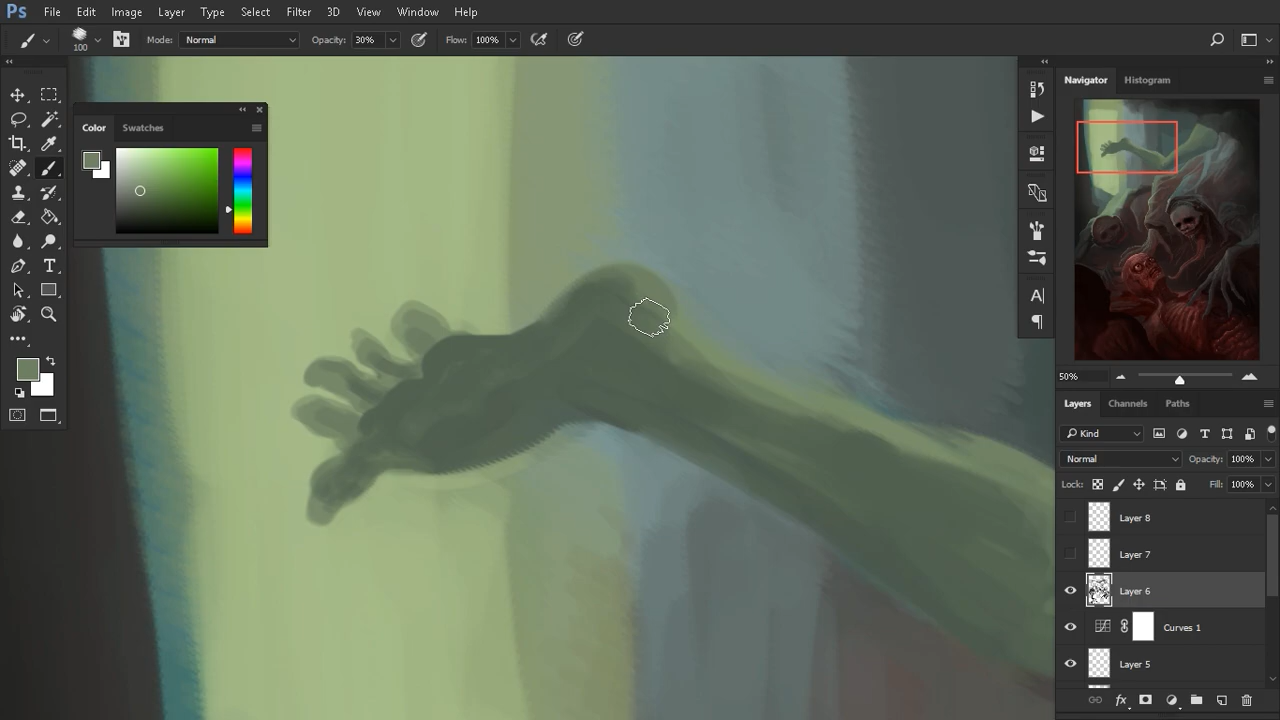 Ps File Edit Image Layer Type Select Filter 3D View Window Help
100 Mode: Normal Opacity: 30% Flow: 100%
Color Swatches
Navigator Histogram
50%
Layers Channels Paths
Kind
Normal Opacity: 100%
Lock: Fill: 100%
Layer 8
Layer 7
Layer 6
Curves 1
Layer 5